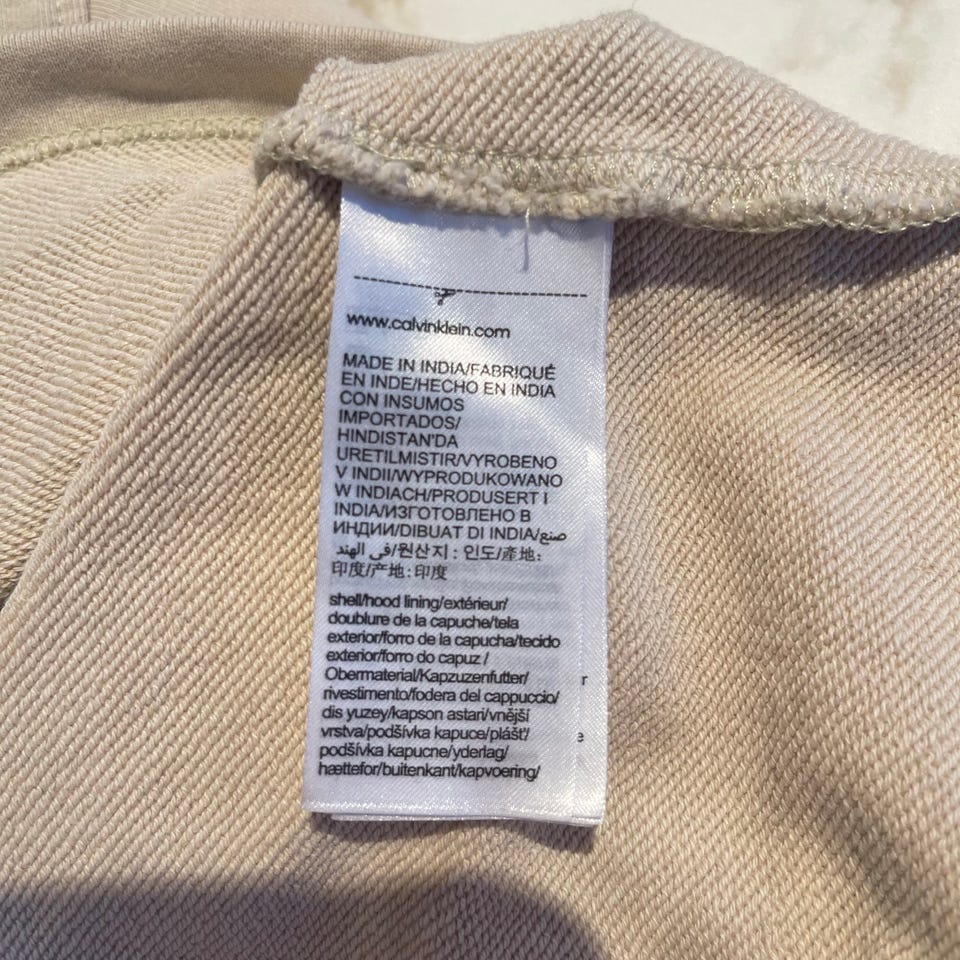 www.calvinklein.com
MADE IN INDIA/FABRIQUÉ
EN INDE/HECHO EN INDIA
CON INSUMOS
IMPORTADOS/
HINDISTAN'DA
URETILMISTIR/VYROBENO
V INDII/WYPRODUKOWANO
W INDIACH/PRODUSERT I
INDIA/ИЗГОТОВЛЕНО В
ИНДИИ/DIBUAT DI INDIA/صنع
في الهند/원산지 : 인도/產地:
印度/产地:印度
shell/hood lining/extérieur/
doublure de la capuche/tela
exterior/forro de la capucha/tecido
exterior/forro do capuz /
Obermaterial/Kapzuzenfutter/
rivestimento/fodera del cappuccio/
dis yuzey/kapson astari/vnější
vrstva/podšívka kapuce/plášť/
podšívka kapucne/yderlag/
hættefor/buitenkant/kapvoering/
r
e